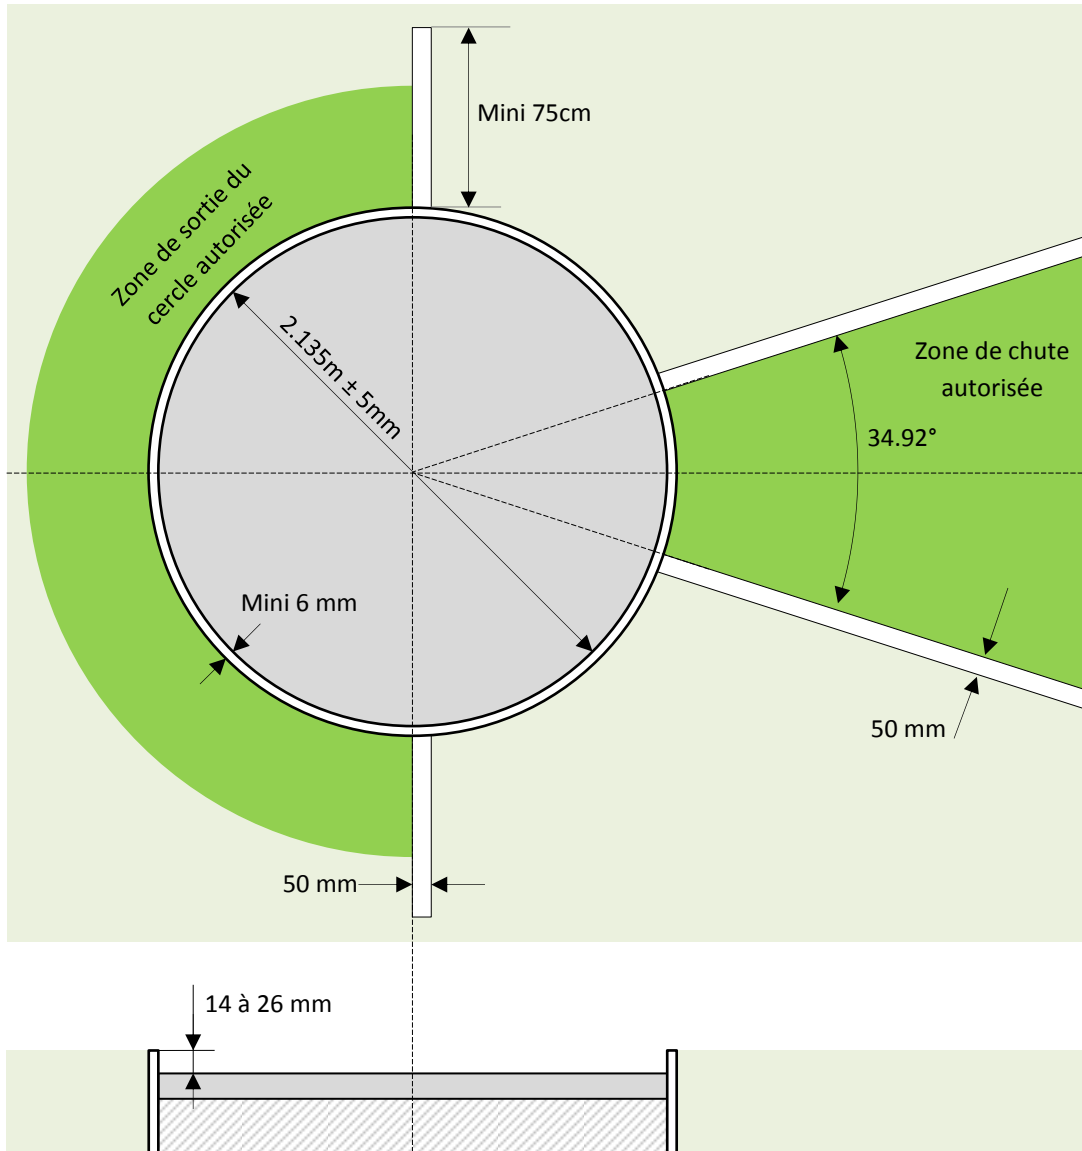 Mini 75cm
Zone de sortie du
cercle autorisée
2.135m ± 5mm
Zone de chute
autorisée
34.92°
Mini 6 mm
50 mm
50 mm
14 à 26 mm